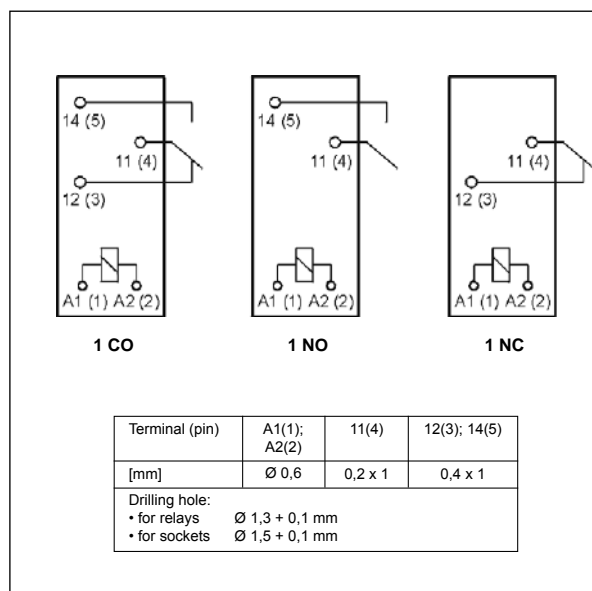 14 (5)
11 (4)
12 (3)
A1 (1) A2 (2)
1 CO
14 (5)
11 (4)
A1 (1) A2 (2)
1 NO
11 (4)
12 (3)
A1 (1) A2 (2)
1 NC
Terminal (pin) A1(1); 11(4) 12(3); 14(5)
A2(2)
[mm] Ø 0,6 0,2 x 1 0,4 x 1
Drilling hole:
• for relays Ø 1,3 + 0,1 mm
• for sockets Ø 1,5 + 0,1 mm